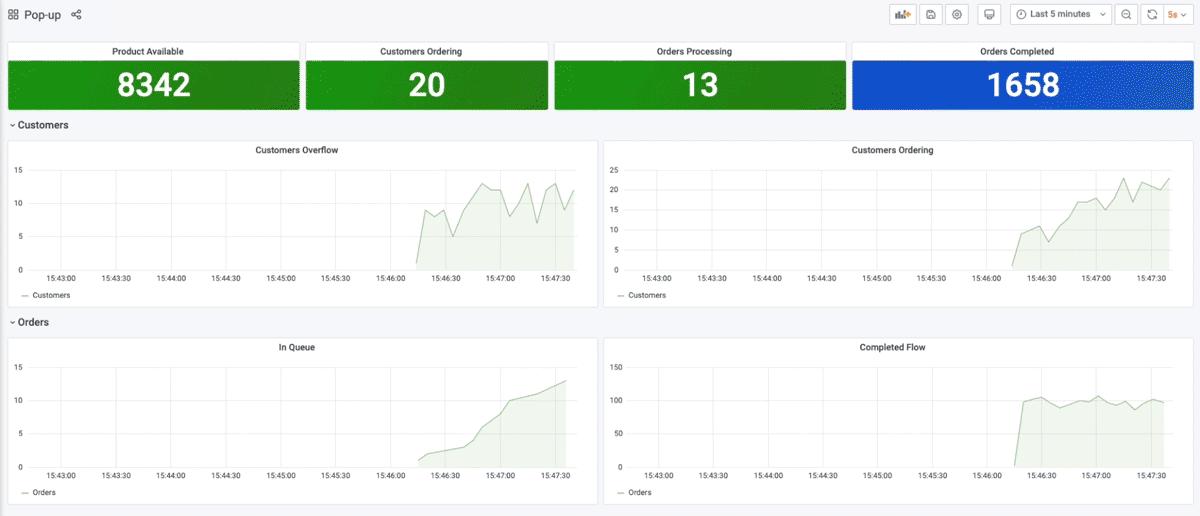 Pop-up
Last 5 minutes
5s
Product Available
Customers Ordering
Orders Processing
Orders Completed
8342
20
13
1658
Customers
Customers Overflow
15
10
5
0
15:43:00 15:43:30 15:44:00 15:44:30 15:45:00 15:45:30 15:46:00 15:46:30 15:47:00 15:47:30
Customers
Customers Ordering
25
20
15
10
5
0
15:43:00 15:43:30 15:44:00 15:44:30 15:45:00 15:45:30 15:46:00 15:46:30 15:47:00 15:47:30
Customers
Orders
In Queue
15
10
5
0
15:43:00 15:43:30 15:44:00 15:44:30 15:45:00 15:45:30 15:46:00 15:46:30 15:47:00 15:47:30
Orders
Completed Flow
150
100
50
0
15:43:00 15:43:30 15:44:00 15:44:30 15:45:00 15:45:30 15:46:00 15:46:30 15:47:00 15:47:30
Orders